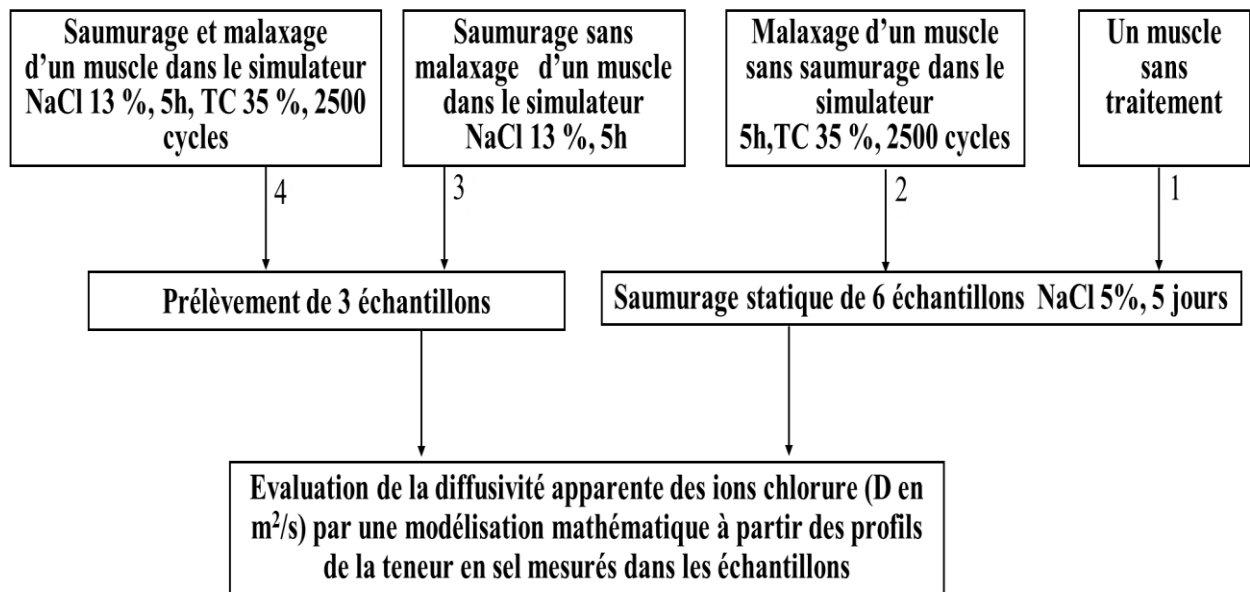 Saumurage et malaxage
d'un muscle dans le simulateur
NaCl 13 %, 5h, TC 35 %, 2500
cycles
Saumurage sans
malaxage d'un muscle
dans le simulateur
NaCl 13 %, 5h
Malaxage d'un muscle
sans saumurage dans le
simulateur
5h,TC 35 %, 2500 cycles
Un muscle
sans
traitement
4
3
2
1
Prélèvement de 3 échantillons
Saumurage statique de 6 échantillons NaCl 5%, 5 jours
Evaluation de la diffusivité apparente des ions chlorure (D en
m²/s) par une modélisation mathématique à partir des profils
de la teneur en sel mesurés dans les échantillons